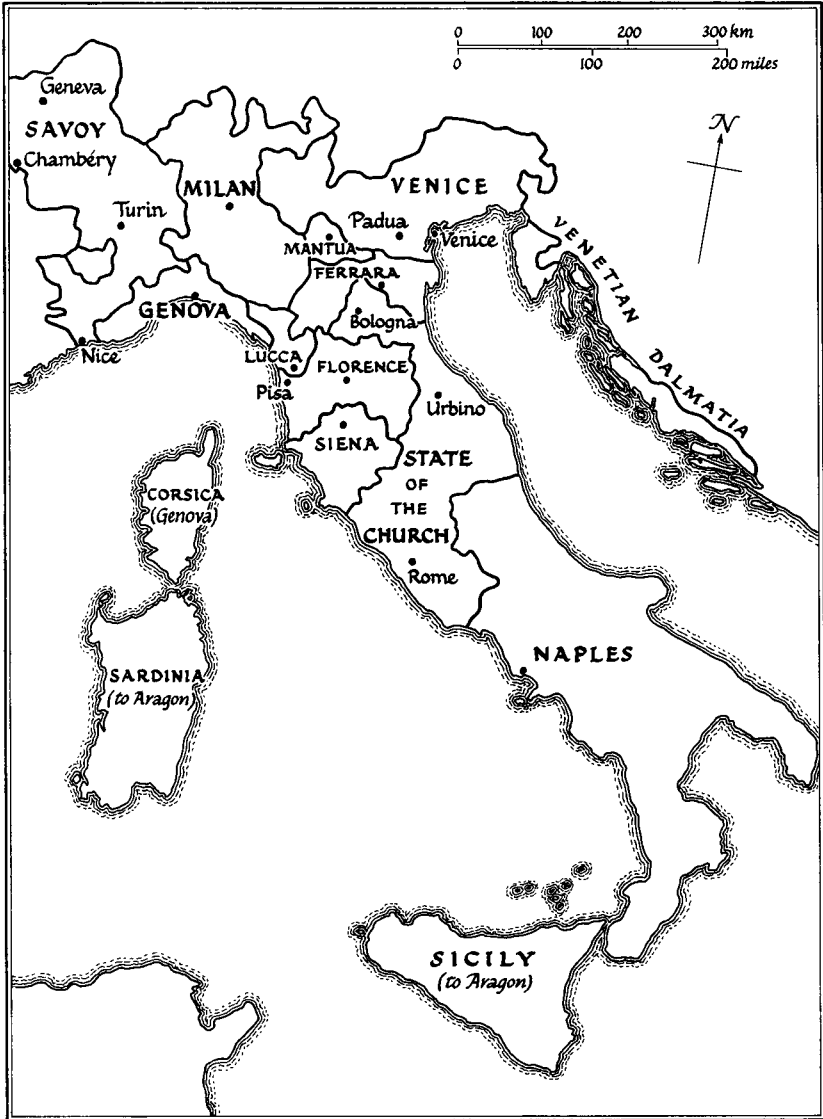 0 100 200 300 km
0 100 200 miles
N
Geneva
SAVOY
Chambéry
MILAN
VENICE
Turin
Padua
Venice
MANTUA
FERRARA
GENOVA
Bologna
Nice
LUCCA
FLORENCE
Pisa
Urbino
SIENA
VENETIAN DALMATIA
STATE
OF
THE
CHURCH
Rome
CORSICA
(Genova)
NAPLES
SARDINIA
(to Aragon)
SICILY
(to Aragon)